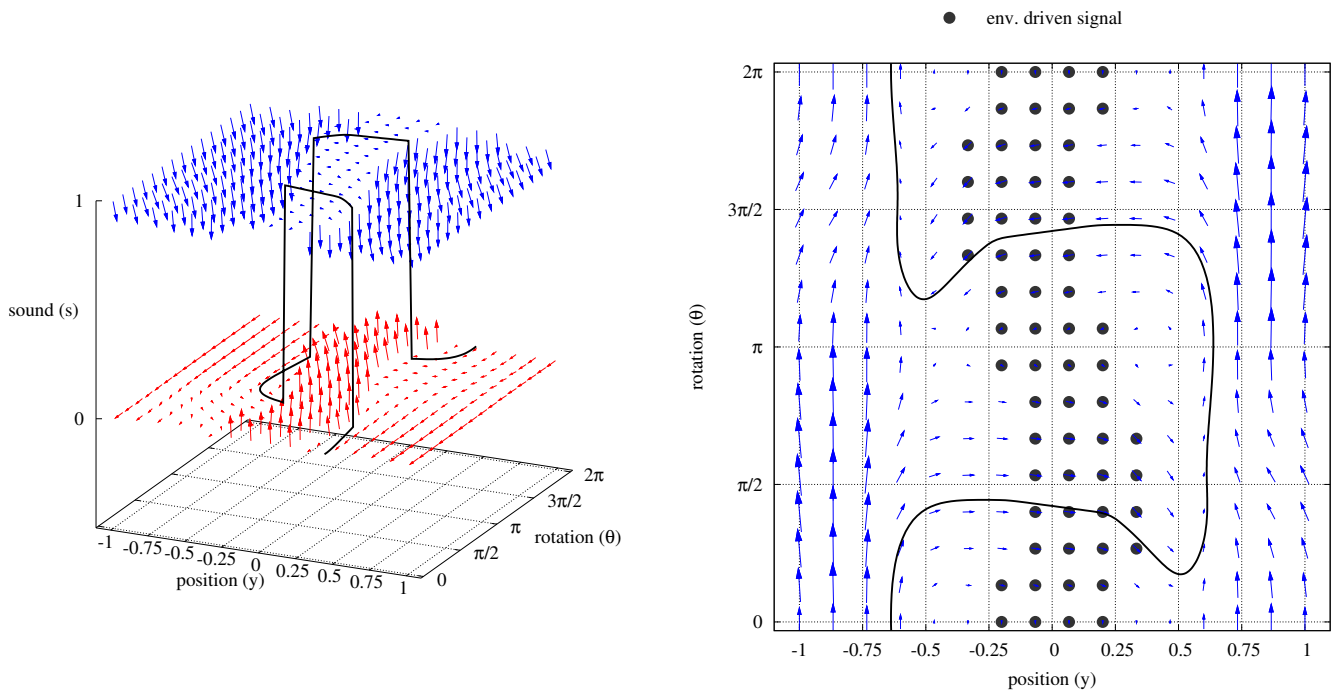 env. driven signal
1
sound (s)
0
-1
-0.75
-0.5
-0.25
0
0.25
0.5
0.75
1
position (y)
0
π/2
π
3π/2
2π
rotation (θ)
2π
3π/2
π
π/2
0
rotation (θ)
-1 -0.75 -0.5 -0.25 0 0.25 0.5 0.75 1
position (y)